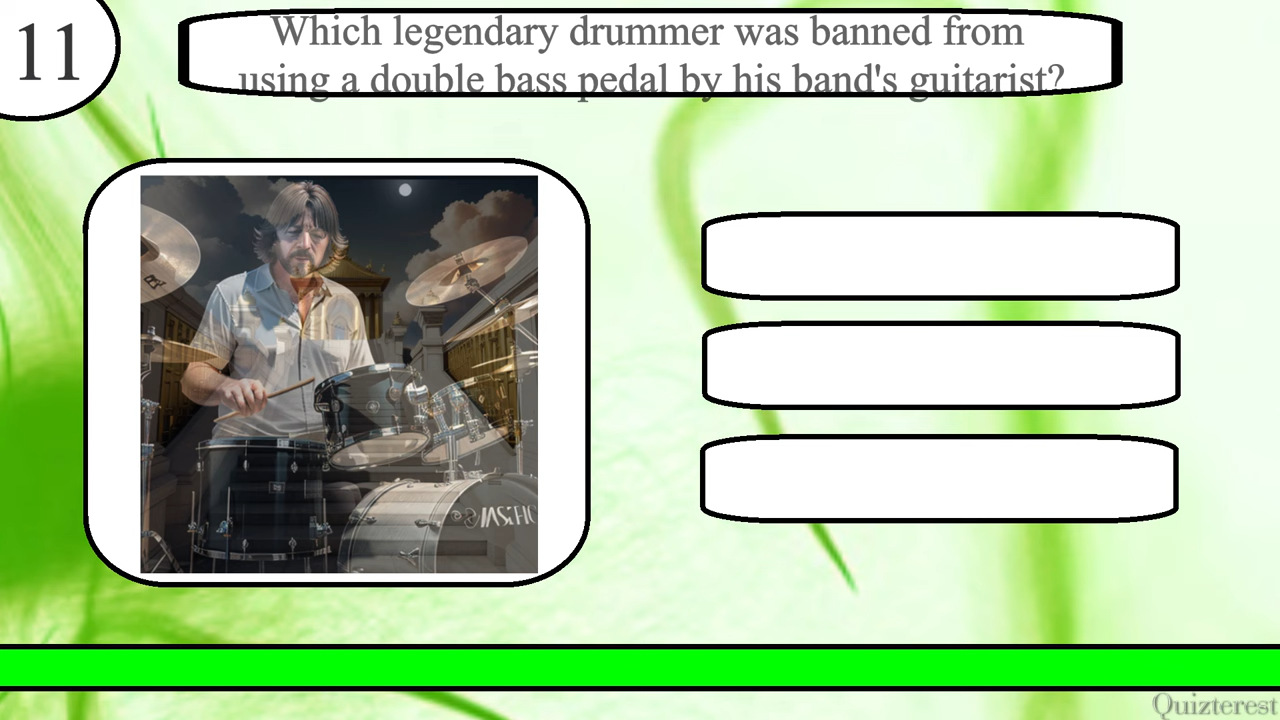 11
Which legendary drummer was banned from
using a double bass pedal by his band's guitarist?
Quizterest